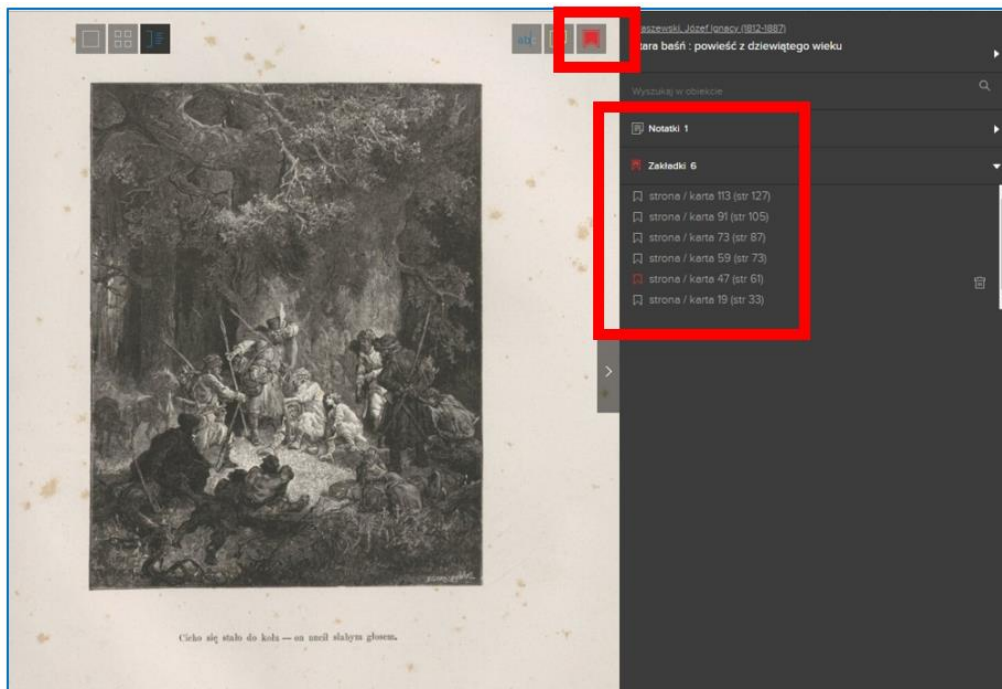 abc
aszewski, Józef Ignacy (1812-1887)
tara baśń : powieść z dziewiątego wieku
Wyszukaj w obiekcie
Notatki 1
Zakładki 6
strona / karta 113 (str 127)
strona / karta 91 (str 105)
strona / karta 73 (str 87)
strona / karta 59 (str 73)
strona / karta 47 (str 61)
strona / karta 19 (str 33)
Cicho się stało do koła — on nucił słabym głosem.